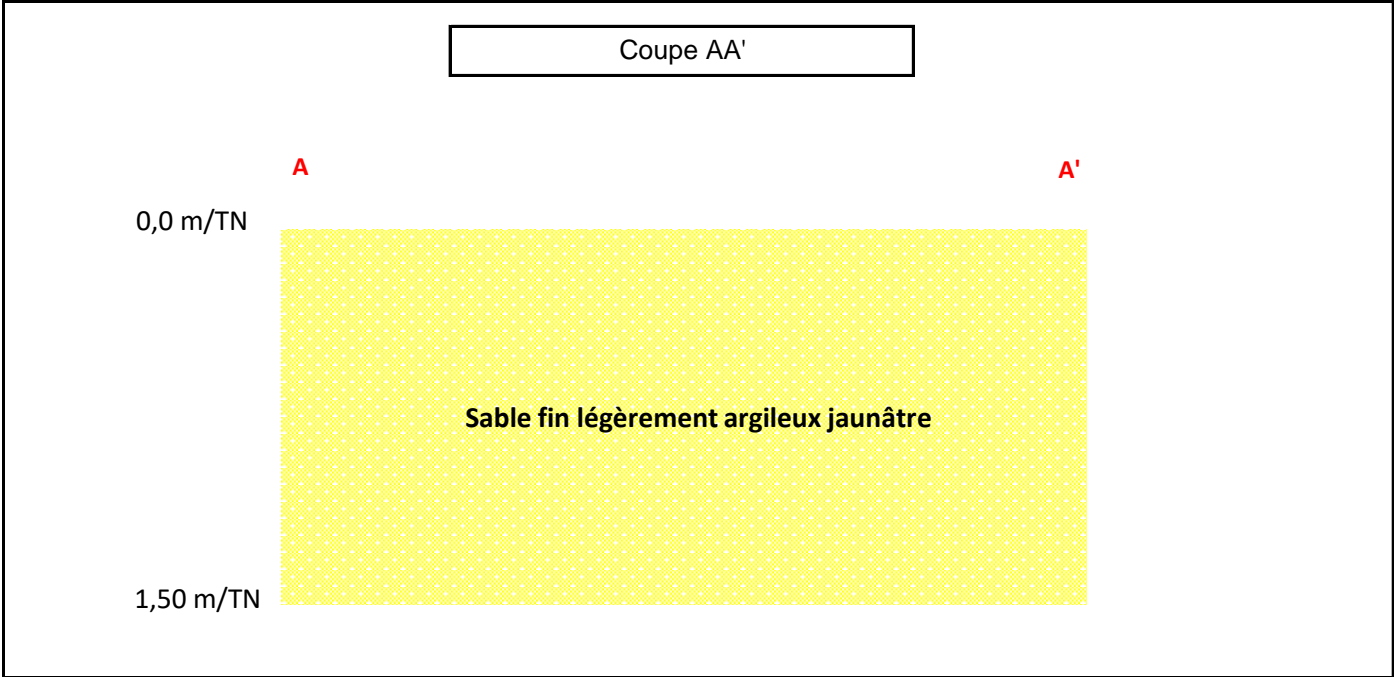 Coupe AA'
A
A'
0,0 m/TN
Sable fin légèrement argileux jaunâtre
1,50 m/TN